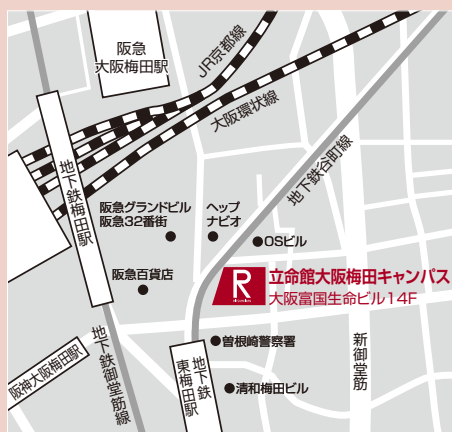 阪急
大阪梅田駅
JR京都線
大阪環状線
地下鉄谷町線
地下鉄梅田駅
阪急グランドビル
阪急32番街
ヘップ
ナビオ
OSビル
阪急百貨店
R
立命館大阪梅田キャンパス
大阪富国生命ビル14F
曽根崎警察署
新御堂筋
地下鉄御堂筋線
阪神大阪梅田駅
地下鉄
東梅田駅
清和梅田ビル